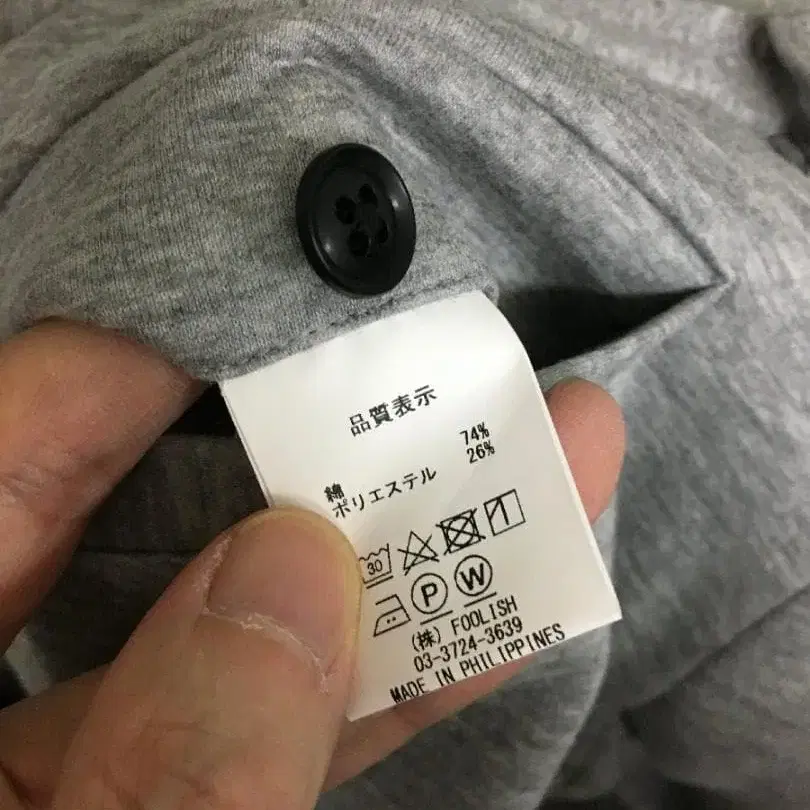 品質表示
綿 74%
ポリエステル 26%
30
P W
(株) FOOLISH
03-3724-3639
MADE IN PHILIPPINES